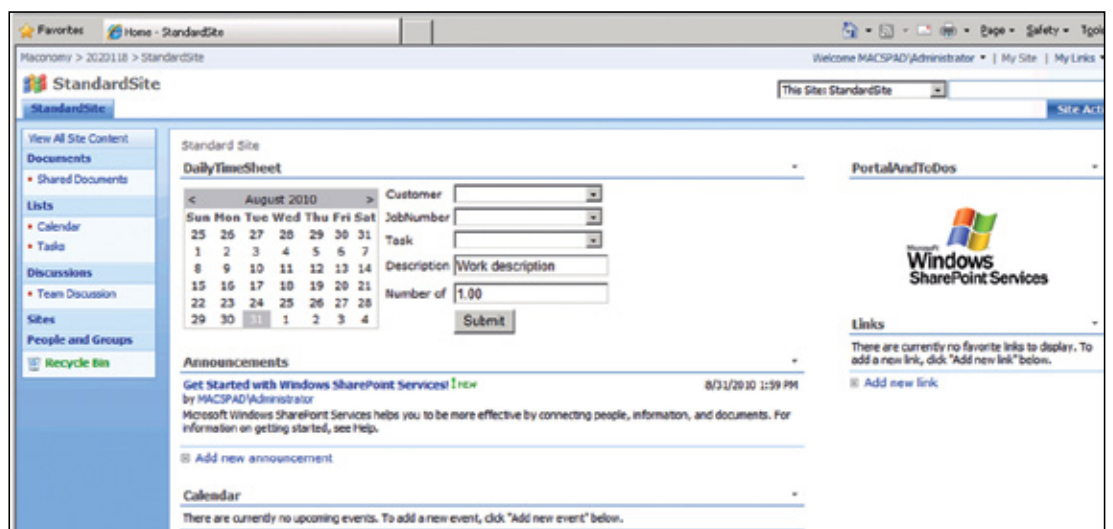 Favorites Home - StandardSite Page Safety Tools
Maconomy > 2020118 > StandardSite Welcome MACSPAD\Administrator | My Site | My Links
StandardSite This Site: StandardSite
StandardSite Site Acti
View All Site Content
Documents
Shared Documents
Lists
Calendar
Tasks
Discussions
Team Discussion
Sites
People and Groups
Recycle Bin
Standard Site
DailyTimeSheet
< August 2010 >
Sun Mon Tue Wed Thu Fri Sat
25 26 27 28 29 30 31
1 2 3 4 5 6 7
8 9 10 11 12 13 14
15 16 17 18 19 20 21
22 23 24 25 26 27 28
29 30 31 1 2 3 4
Customer
JobNumber
Task
Description Work description
Number of 1.00
Submit
Announcements
Get Started with Windows SharePoint Services! ! NEW 8/31/2010 1:59 PM
by MACSPAD\Administrator
Microsoft Windows SharePoint Services helps you to be more effective by connecting people, information, and documents. For
information on getting started, see Help.
Add new announcement
Calendar
There are currently no upcoming events. To add a new event, click "Add new event" below.
PortalAndToDos
Microsoft
Windows
SharePoint Services
Links
There are currently no favorite links to display. To
add a new link, click "Add new link" below.
Add new link